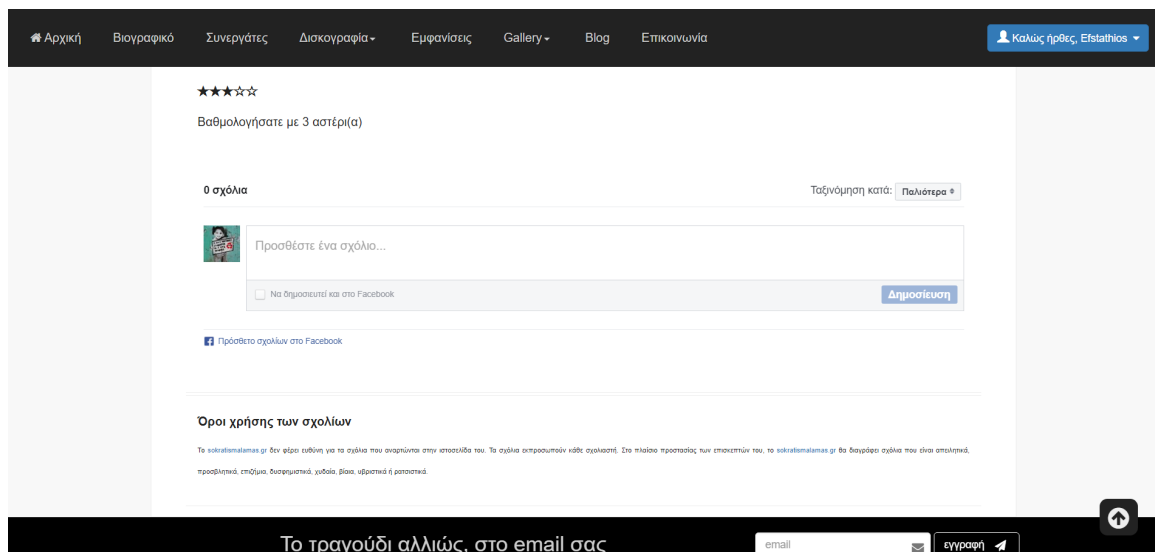 Αρχική Βιογραφικό Συνεργάτες Δισκογραφία Εμφανίσεις Gallery Blog Επικοινωνία Καλώς ήρθες, Efstathios
★★★☆☆
Βαθμολογήσατε με 3 αστέρι(α)
0 σχόλια Ταξινόμηση κατά: Παλιότερα
Προσθέστε ένα σχόλιο...
Να δημοσιευτεί και στο Facebook Δημοσίευση
Πρόσθετο σχολίων στο Facebook
Όροι χρήσης των σχολίων
Το sokratismalamas.gr δεν φέρει ευθύνη για τα σχόλια που αναρτώνται στην ιστοσελίδα του. Τα σχόλια εκπροσωπούν κάθε σχολιαστή. Στο πλαίσιο προστασίας των επισκεπτών του, το sokratismalamas.gr θα διαγράφει σχόλια που είναι απειλητικά,
προσβλητικά, επιζήμια, δυσφημιστικά, χυδαία, βίαια, υβριστικά ή ρατσιστικά.
Το τραγούδι αλλιώς, στο email σας email εγγραφή